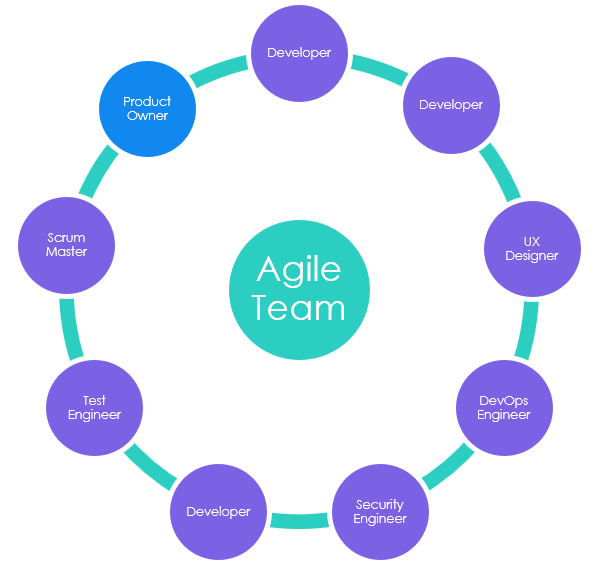 Developer
Product
Owner
Developer
Scrum
Master
UX
Designer
Agile
Team
Test
Engineer
DevOps
Engineer
Developer
Security
Engineer